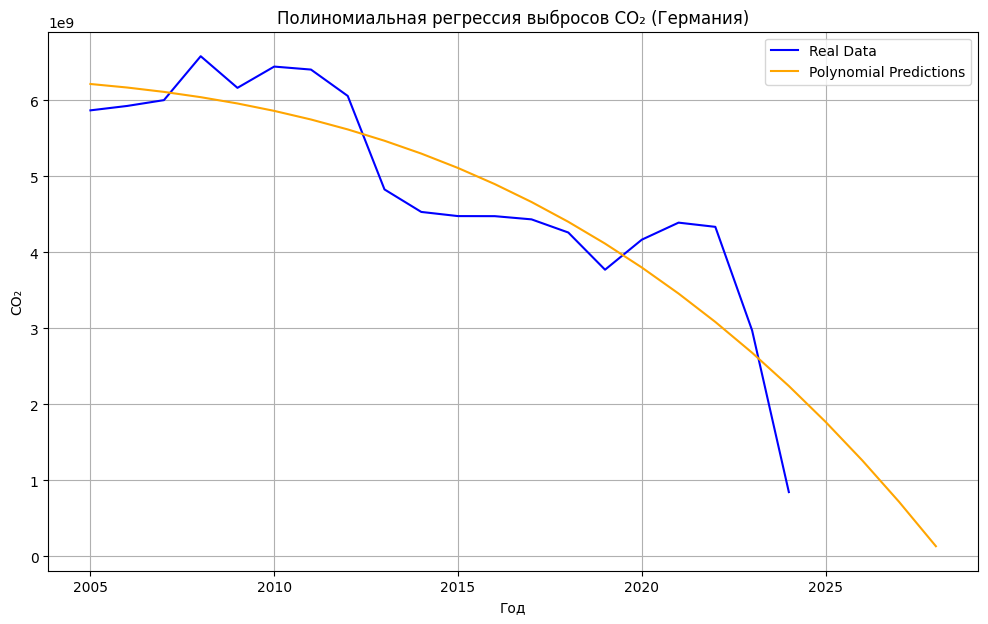 Полиномиальная регрессия выбросов CO₂ (Германия)
1e9
Real Data
Polynomial Predictions
6
5
4
3
2
1
0
CO₂
2005
2010
2015
2020
2025
Год